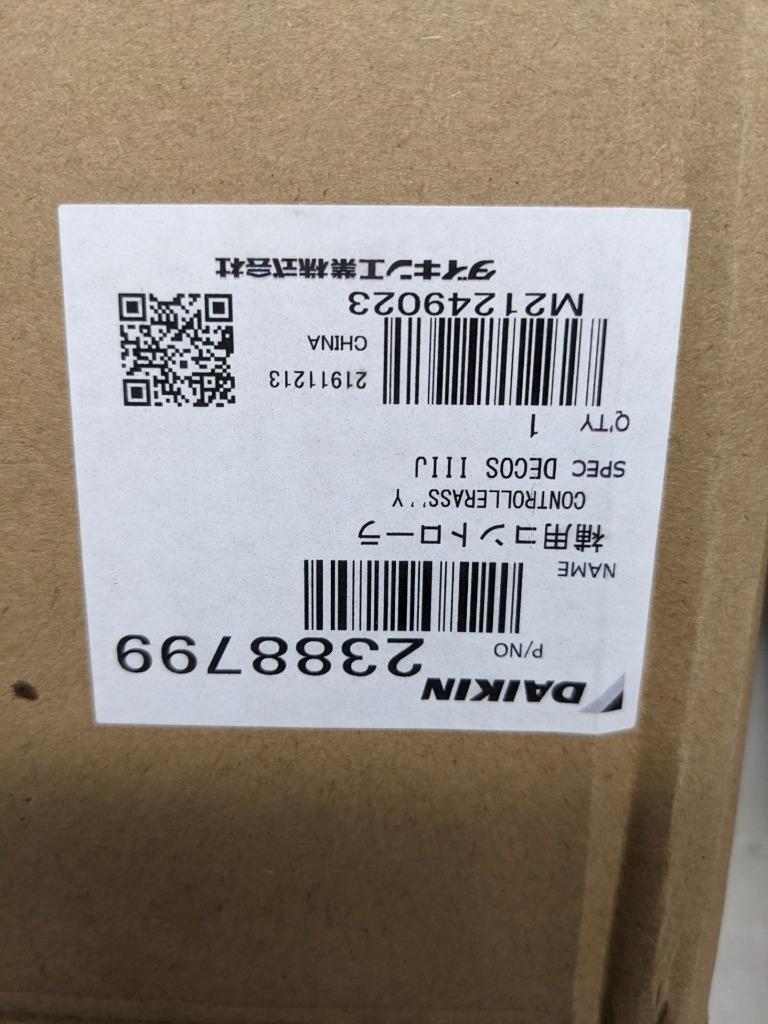 DAIKIN
P/NO 2388799
NAME
補用コントローラ
CONTROLLERASS''Y
SPEC DECOS IIIJ
Q'TY 1
21911213
CHINA
M21249023
ダイキン工業株式会社